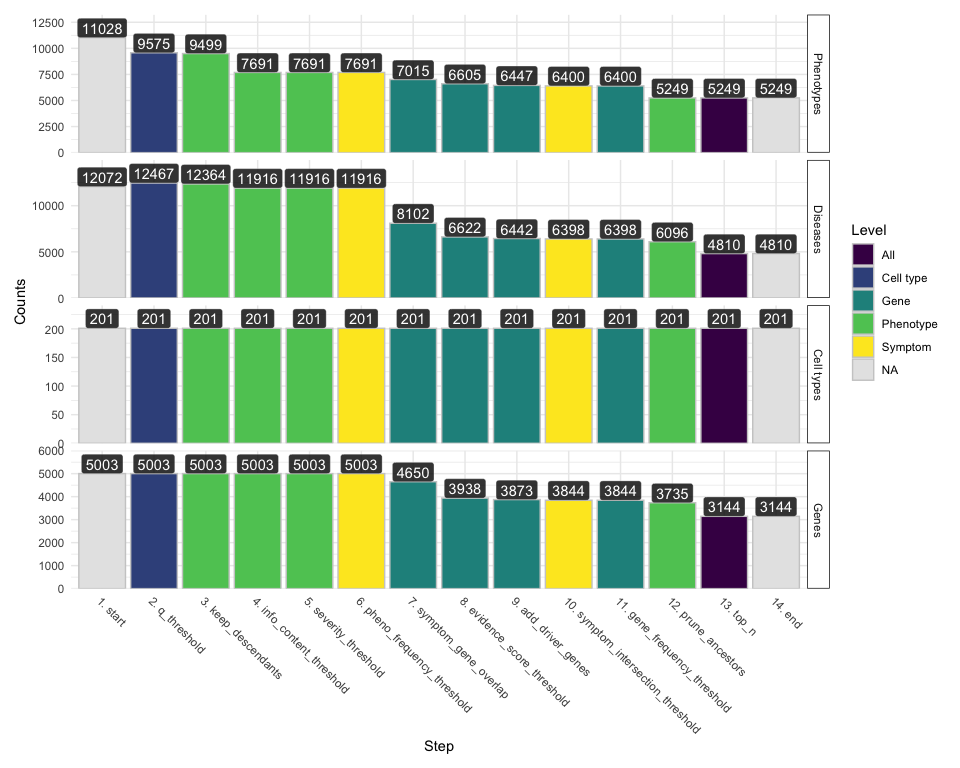 12500
10000
7500
5000
2500
0
11028 9575 9499 7691 7691 7691 7015 6605 6447 6400 6400 5249 5249 5249
Phenotypes
10000
5000
0
12072 12467 12364 11916 11916 11916 8102 6622 6442 6398 6398 6096 4810 4810
Diseases
200
150
100
50
0
201 201 201 201 201 201 201 201 201 201 201 201 201 201
Cell types
6000
5000
4000
3000
2000
1000
0
5003 5003 5003 5003 5003 5003 4650 3938 3873 3844 3844 3735 3144 3144
Genes
Counts
1. start
2. q_threshold
3. keep_descendants
4. info_content_threshold
5. severity_threshold
6. pheno_frequency_threshold
7. symptom_gene_overlap
8. evidence_score_threshold
9. add_driver_genes
10. symptom_intersection_threshold
11. gene_frequency_threshold
12. prune_ancestors
13. top_n
14. end
Step
Level
All
Cell type
Gene
Phenotype
Symptom
NA